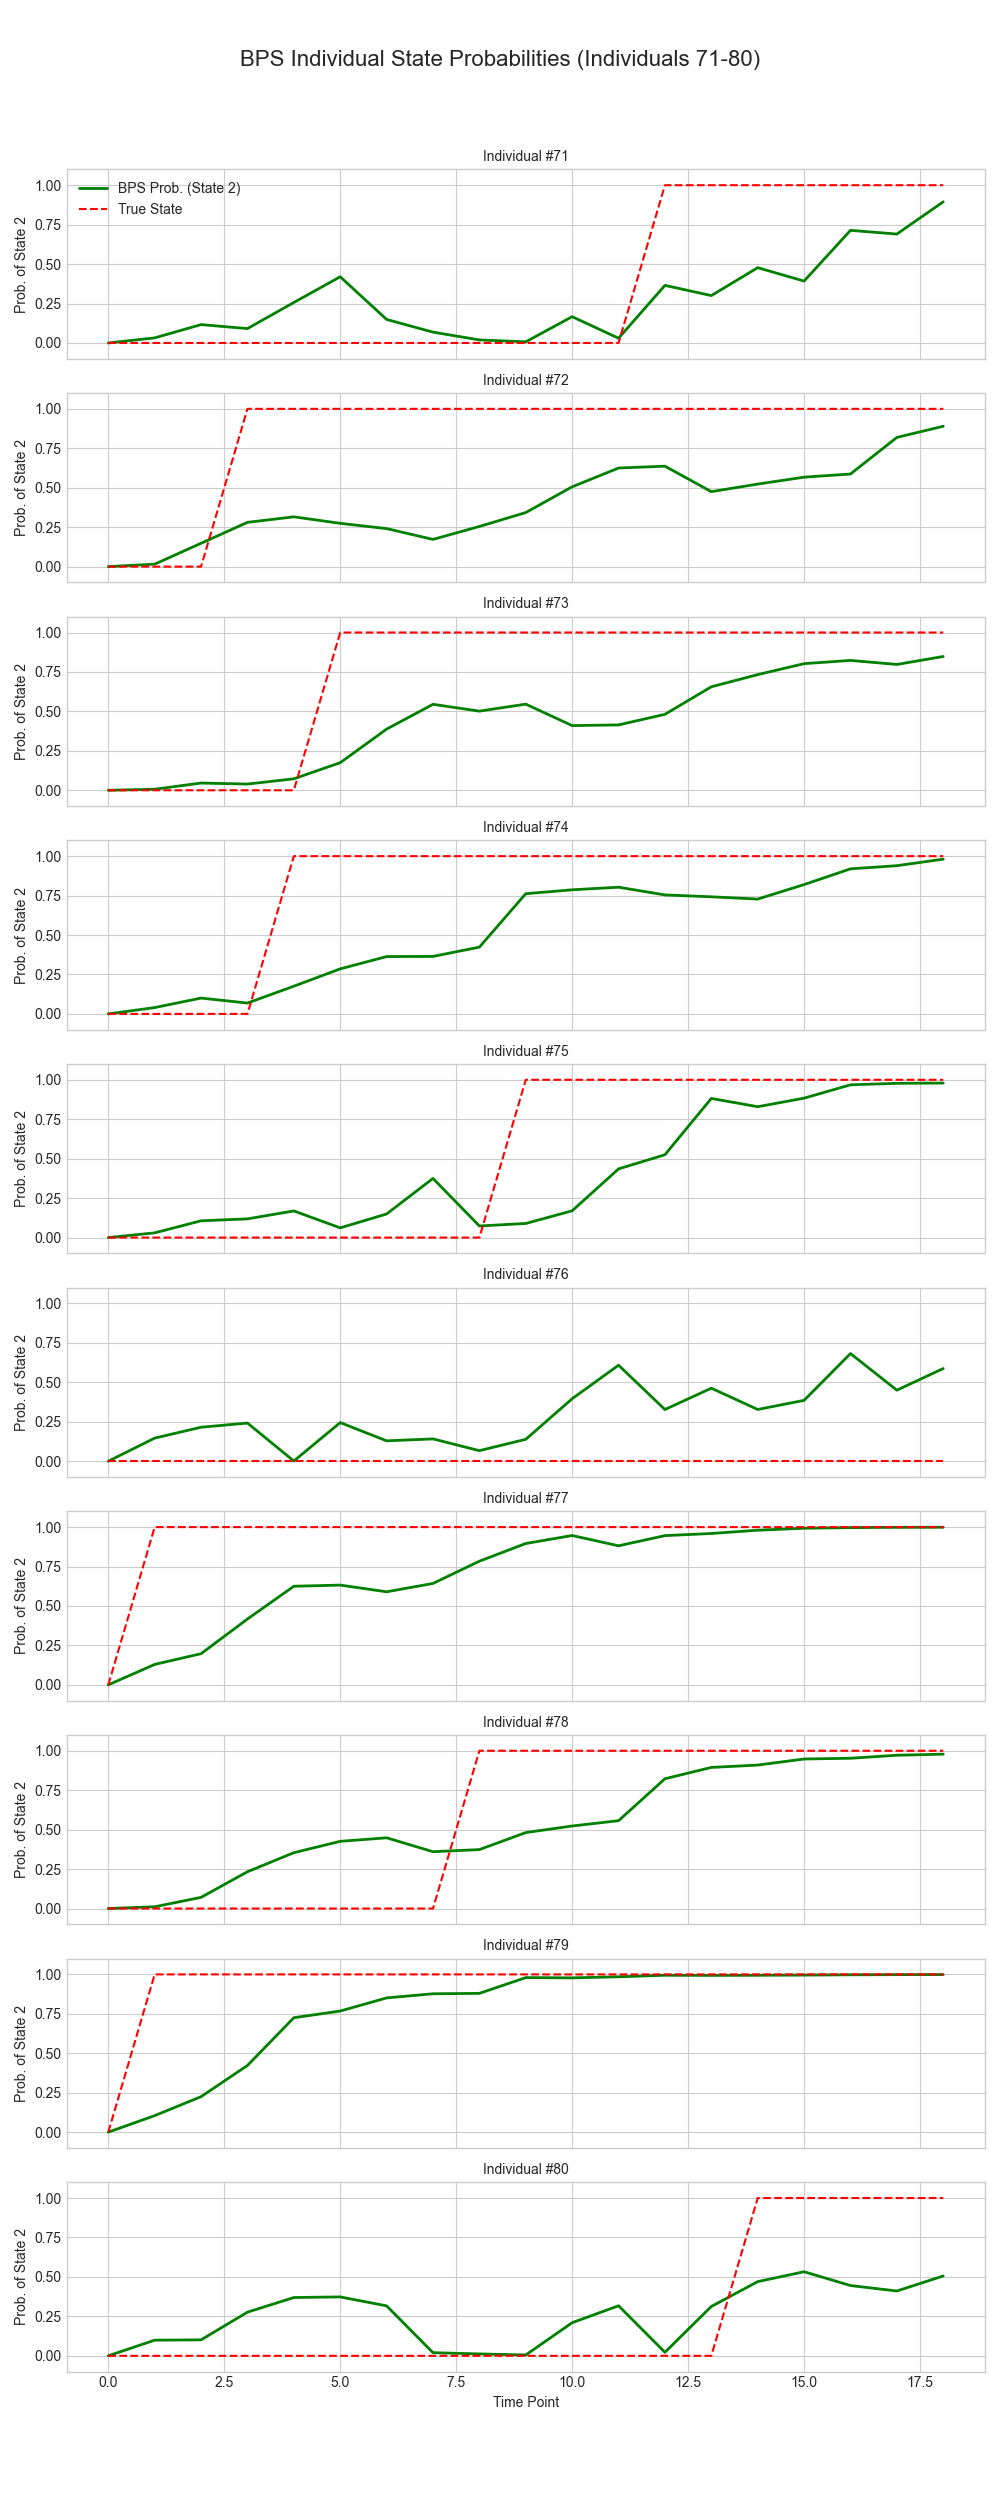 BPS Individual State Probabilities (Individuals 71-80)
Individual #71
1.00
0.75
0.50
0.25
0.00
Prob. of State 2
BPS Prob. (State 2)
True State
Individual #72
1.00
0.75
0.50
0.25
0.00
Prob. of State 2
Individual #73
1.00
0.75
0.50
0.25
0.00
Prob. of State 2
Individual #74
1.00
0.75
0.50
0.25
0.00
Prob. of State 2
Individual #75
1.00
0.75
0.50
0.25
0.00
Prob. of State 2
Individual #76
1.00
0.75
0.50
0.25
0.00
Prob. of State 2
Individual #77
1.00
0.75
0.50
0.25
0.00
Prob. of State 2
Individual #78
1.00
0.75
0.50
0.25
0.00
Prob. of State 2
Individual #79
1.00
0.75
0.50
0.25
0.00
Prob. of State 2
Individual #80
1.00
0.75
0.50
0.25
0.00
Prob. of State 2
0.0 2.5 5.0 7.5 10.0 12.5 15.0 17.5
Time Point